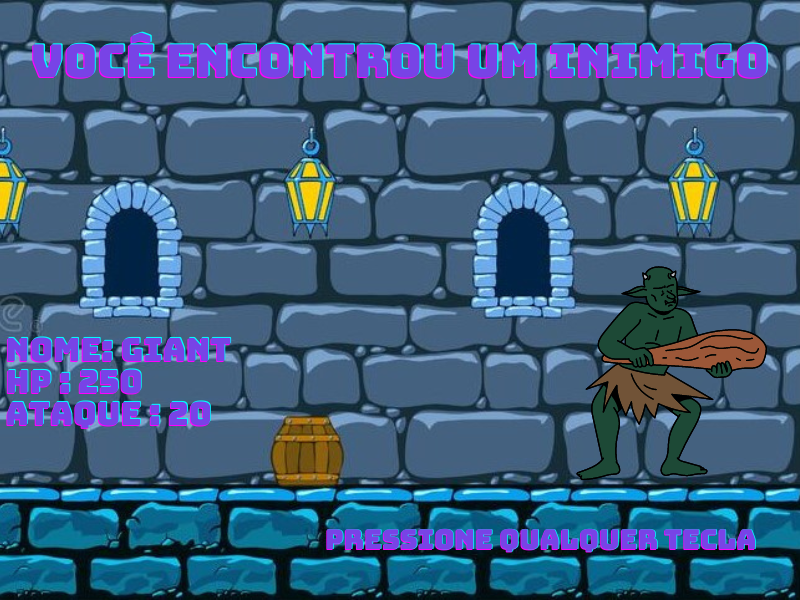 VOCÊ ENCONTROU UM INIMIGO
NOME: GIANT
HP : 250
ATAQUE : 20
PRESSIONE QUALQUER TECLA